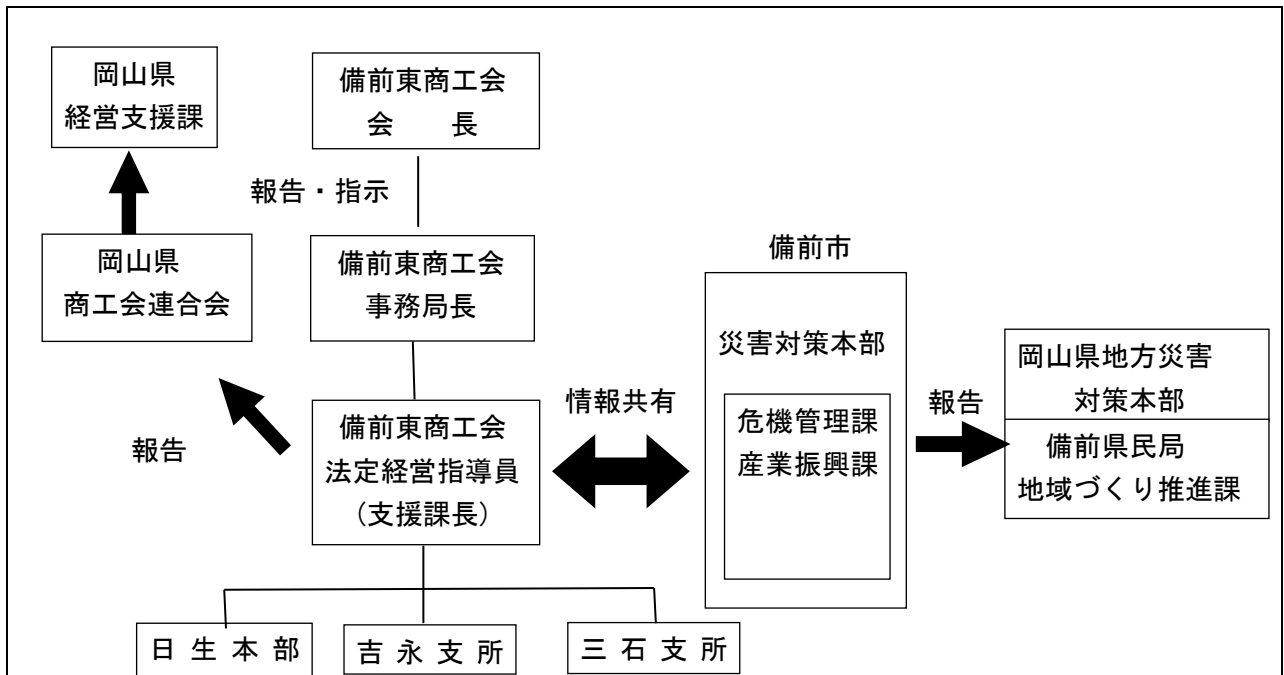 岡山県
経営支援課
備前東商工会
会　　長
報告・指示
岡山県
商工会連合会
備前東商工会
事務局長
備前市
災害対策本部
危機管理課
産業振興課
岡山県地方災害
対策本部
備前県民局
地域づくり推進課
報告
情報共有
備前東商工会
法定経営指導員
（支援課長）
報告
日 生 本 部
吉 永 支 所
三 石 支 所